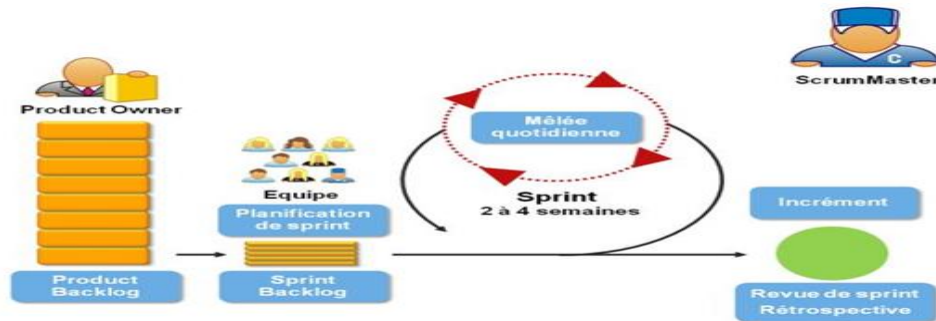 Product Owner
Product
Backlog
Equipe
Planification
de sprint
Sprint
Backlog
Mêlée
quotidienne
Sprint
2 à 4 semaines
C
ScrumMaster
Incrément
Revue de sprint
Rétrospective